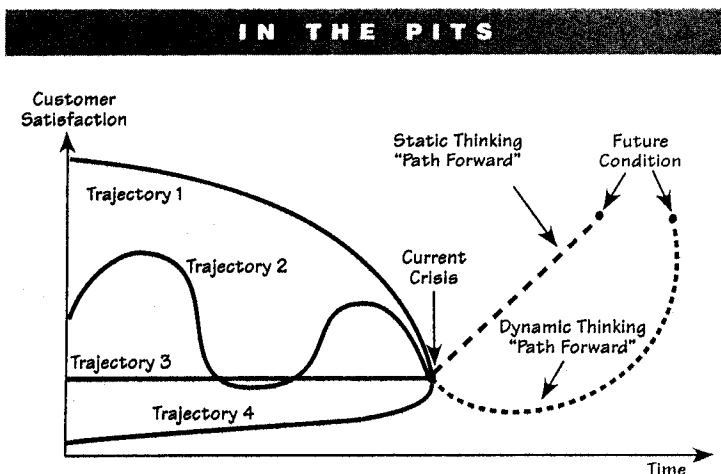 IN THE PITS
Customer
Satisfaction
Static Thinking
"Path Forward"
Future
Condition
Trajectory 1
Trajectory 2
Current
Crisis
Dynamic Thinking
"Path Forward"
Trajectory 3
Trajectory 4
Time